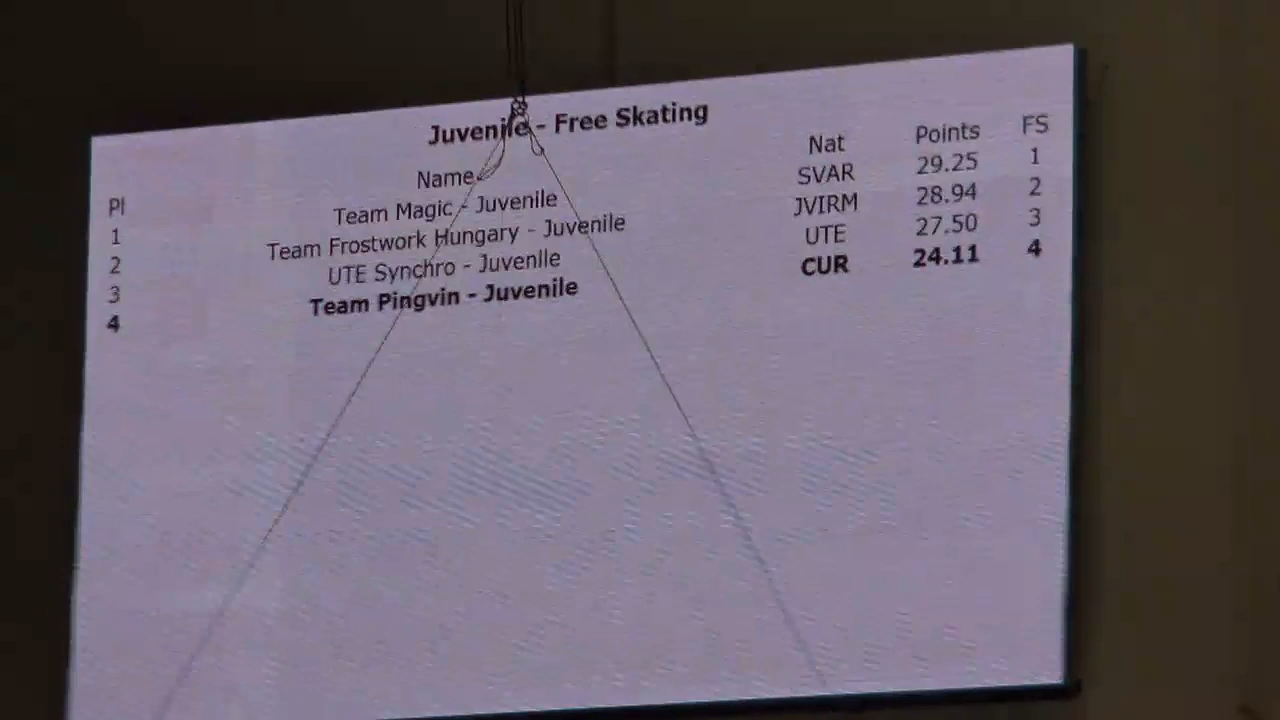 Juvenile - Free Skating
Pl Name Nat Points FS
1 Team Magic - Juvenile SVAR 29.25 1
2 Team Frostwork Hungary - Juvenile JVIRM 28.94 2
3 UTE Synchro - Juvenile UTE 27.50 3
4 Team Pingvin - Juvenile CUR 24.11 4